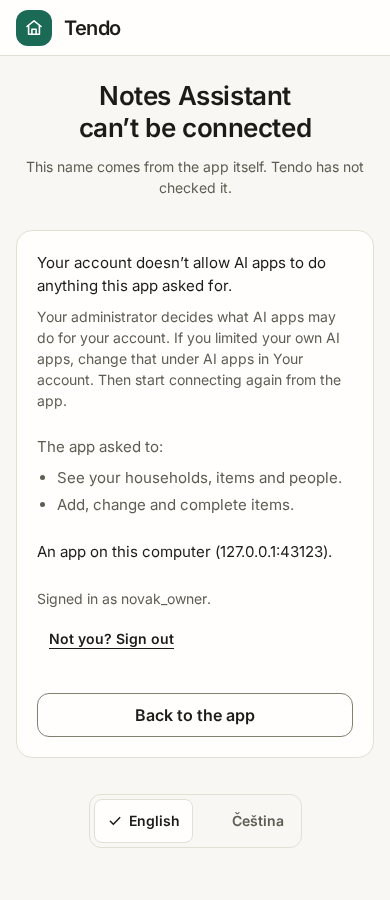 Tendo
Notes Assistant
can’t be connected
This name comes from the app itself. Tendo has not
checked it.
Your account doesn’t allow AI apps to do
anything this app asked for.
Your administrator decides what AI apps may
do for your account. If you limited your own AI
apps, change that under AI apps in Your
account. Then start connecting again from the
app.
The app asked to:
• See your households, items and people.
• Add, change and complete items.
An app on this computer (127.0.0.1:43123).
Signed in as novak_owner.
Not you? Sign out
Back to the app
English
Čeština